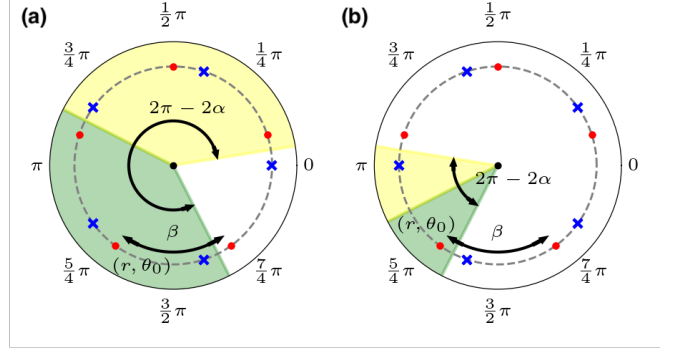 (a)
1/2 π
3/4 π
1/4 π
2π − 2α
π
0
β
(r, θ₀)
5/4 π
7/4 π
3/2 π
(b)
1/2 π
3/4 π
1/4 π
π
0
2π − 2α
(r, θ₀)
β
5/4 π
7/4 π
3/2 π